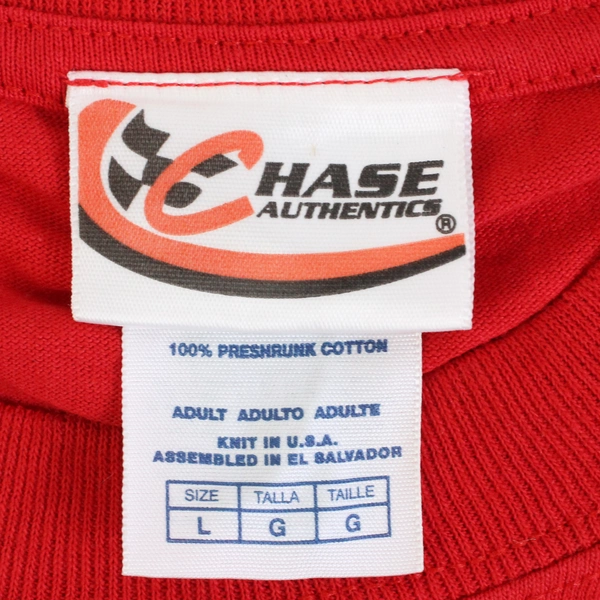 CHASE
AUTHENTICS®
100% PRESHRUNK COTTON
ADULT ADULTO ADULTE
KNIT IN U.S.A.
ASSEMBLED IN EL SALVADOR
SIZE TALLA TAILLE
L G G